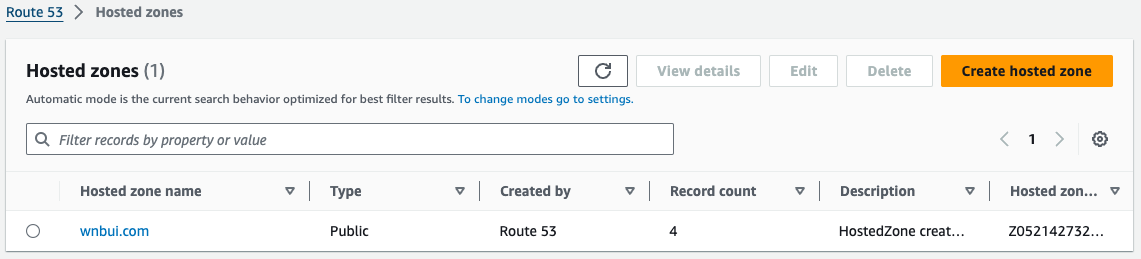 Route 53 > Hosted zones
Hosted zones (1)
View details
Edit
Delete
Create hosted zone
Automatic mode is the current search behavior optimized for best filter results. To change modes go to settings.
Filter records by property or value
1
Hosted zone name Type Created by Record count Description Hosted zon...
wnbui.com Public Route 53 4 HostedZone creat... Z052142732...